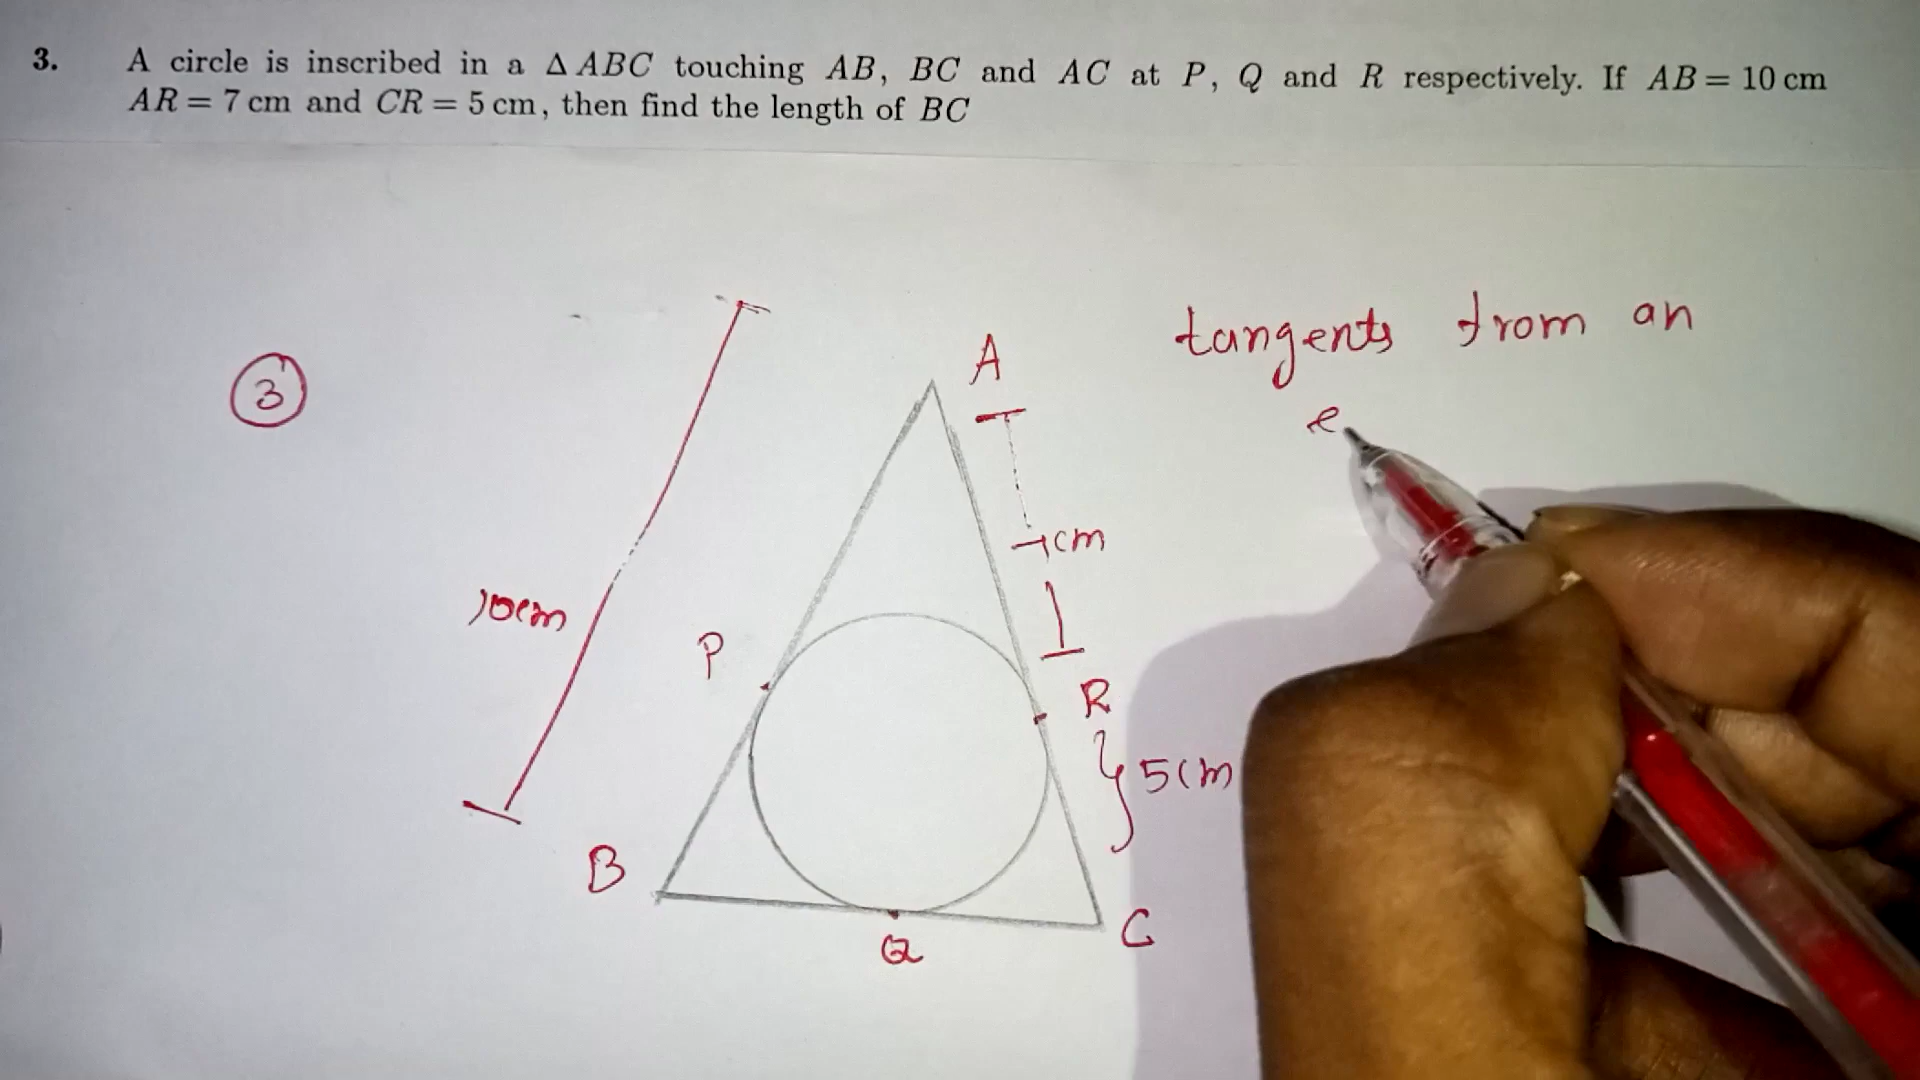 3. A circle is inscribed in a Δ ABC touching AB, BC and AC at P, Q and R respectively. If AB = 10 cm
AR = 7 cm and CR = 5 cm, then find the length of BC
tangents from an
e
3
A
7cm
10cm
P
R
5cm
B
C
Q